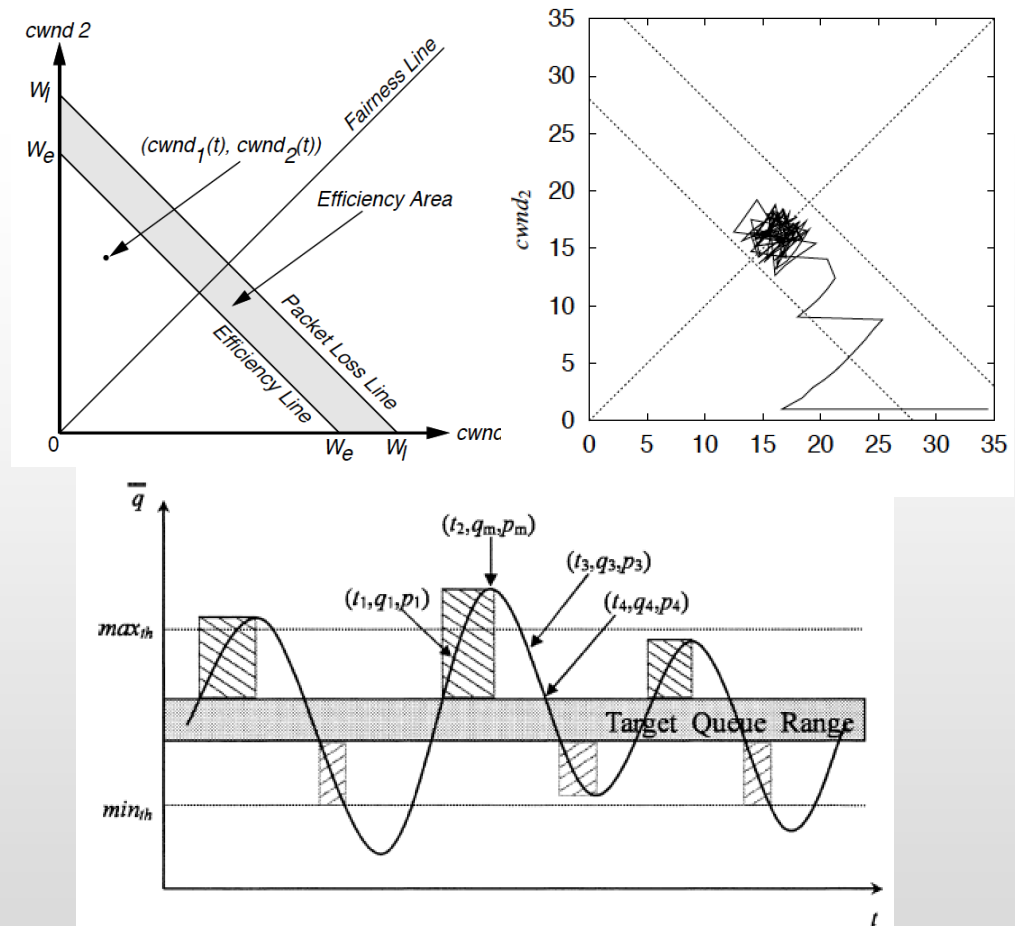 cwnd 2
W_l
W_e
(cwnd_1(t), cwnd_2(t))
Fairness Line
Efficiency Area
Packet Loss Line
Efficiency Line
0
W_e
W_l
cwnd
35
30
25
20
15
10
5
0
cwnd_2
0
5
10
15
20
25
30
35
q̅
(t_2,q_m,p_m)
(t_3,q_3,p_3)
(t_1,q_1,p_1)
(t_4,q_4,p_4)
max_th
Target Queue Range
min_th
t